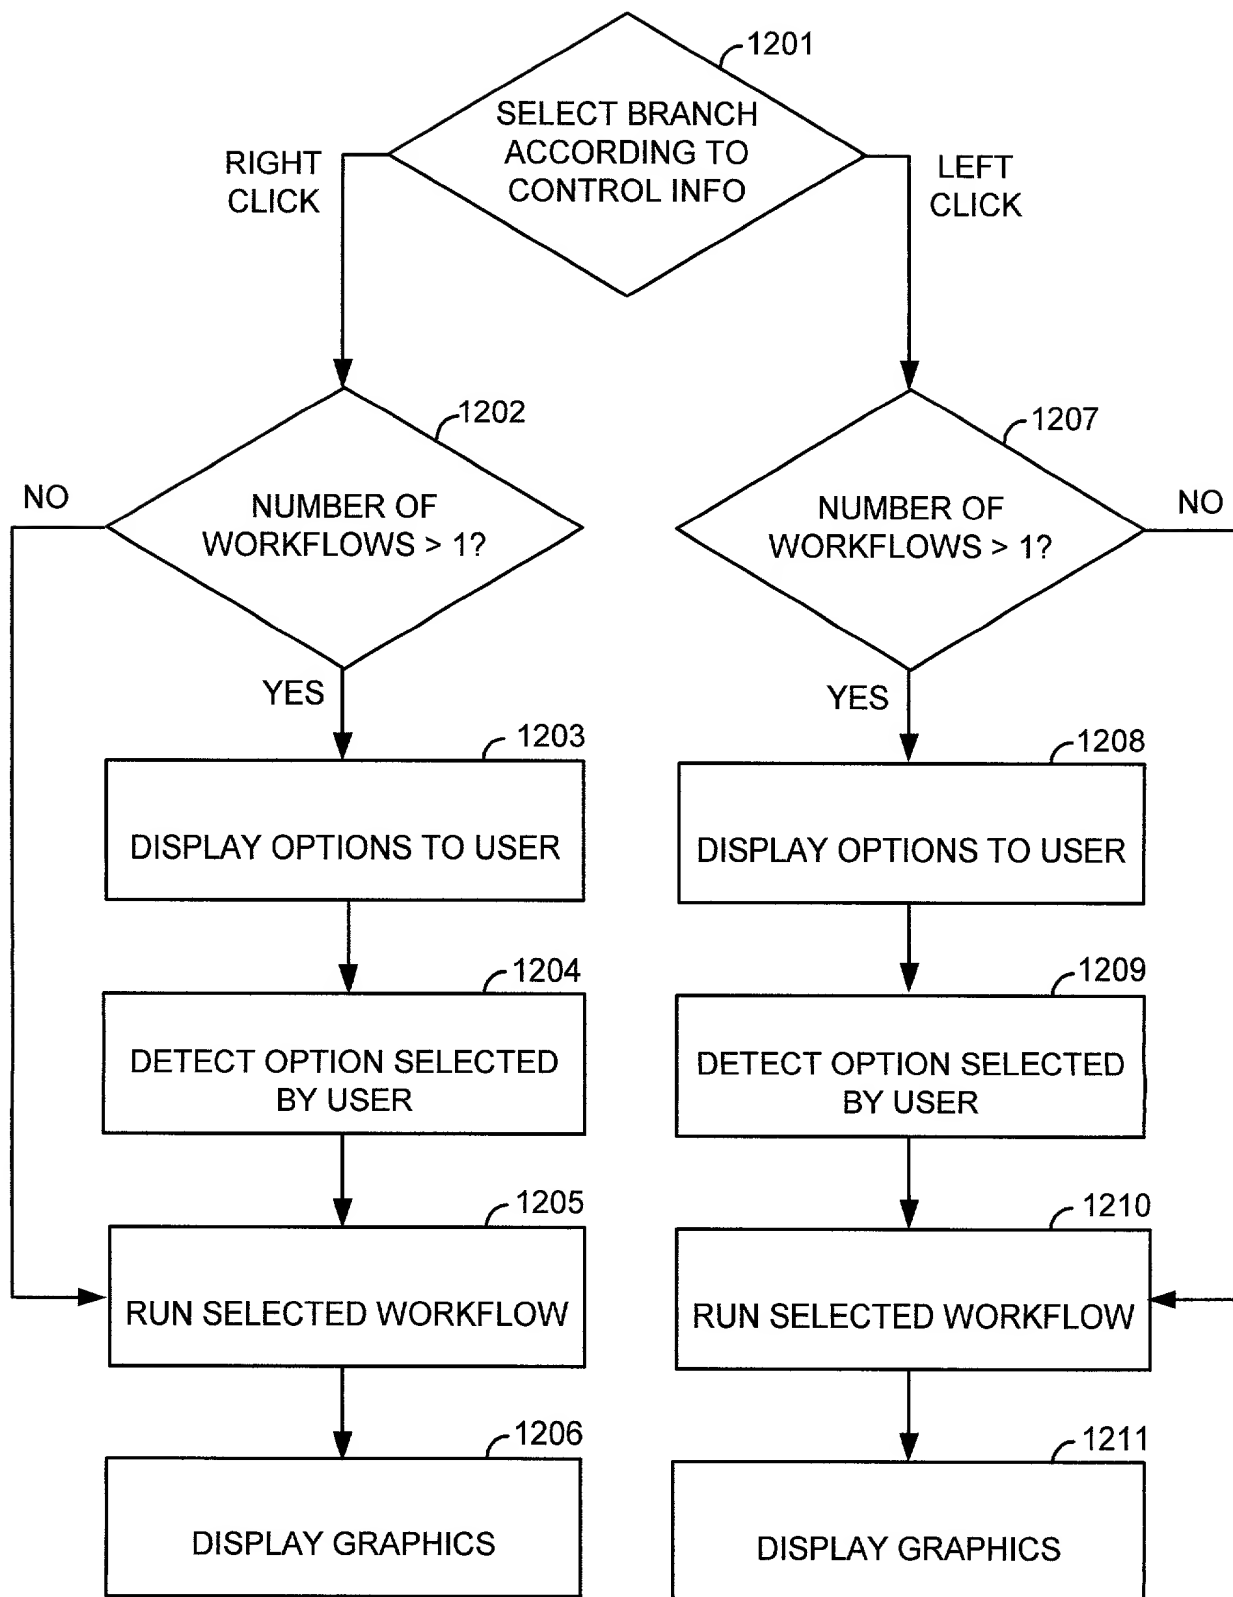 1201
SELECT BRANCH
ACCORDING TO
CONTROL INFO
RIGHT
CLICK
LEFT
CLICK
1202
NUMBER OF
WORKFLOWS > 1?
NO
YES
1203
DISPLAY OPTIONS TO USER
1204
DETECT OPTION SELECTED
BY USER
1205
RUN SELECTED WORKFLOW
1206
DISPLAY GRAPHICS
1207
NUMBER OF
WORKFLOWS > 1?
NO
YES
1208
DISPLAY OPTIONS TO USER
1209
DETECT OPTION SELECTED
BY USER
1210
RUN SELECTED WORKFLOW
1211
DISPLAY GRAPHICS